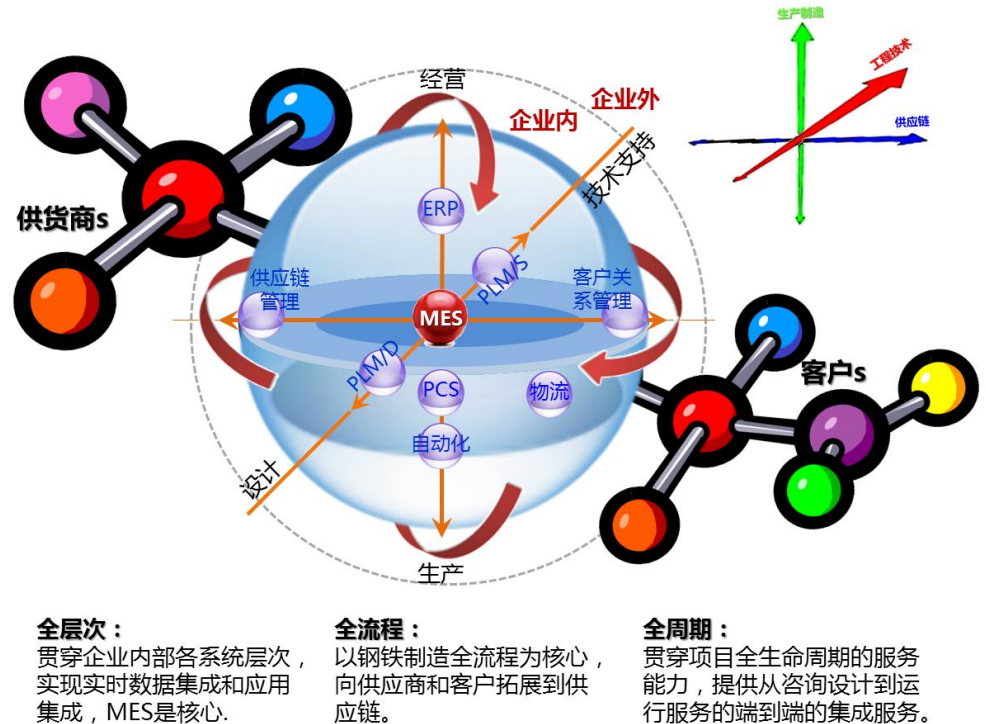 生产制造
工程技术
供应链
经营
企业内
企业外
技术支持
供货商s
ERP
PLM/S
供应链
管理
客户关
系管理
MES
PLM/D
PCS
物流
客户s
自动化
设计
生产
全层次：
贯穿企业内部各系统层次，
实现实时数据集成和应用
集成，MES是核心.
全流程：
以钢铁制造全流程为核心，
向供应商和客户拓展到供
应链。
全周期：
贯穿项目全生命周期的服务
能力，提供从咨询设计到运
行服务的端到端的集成服务。